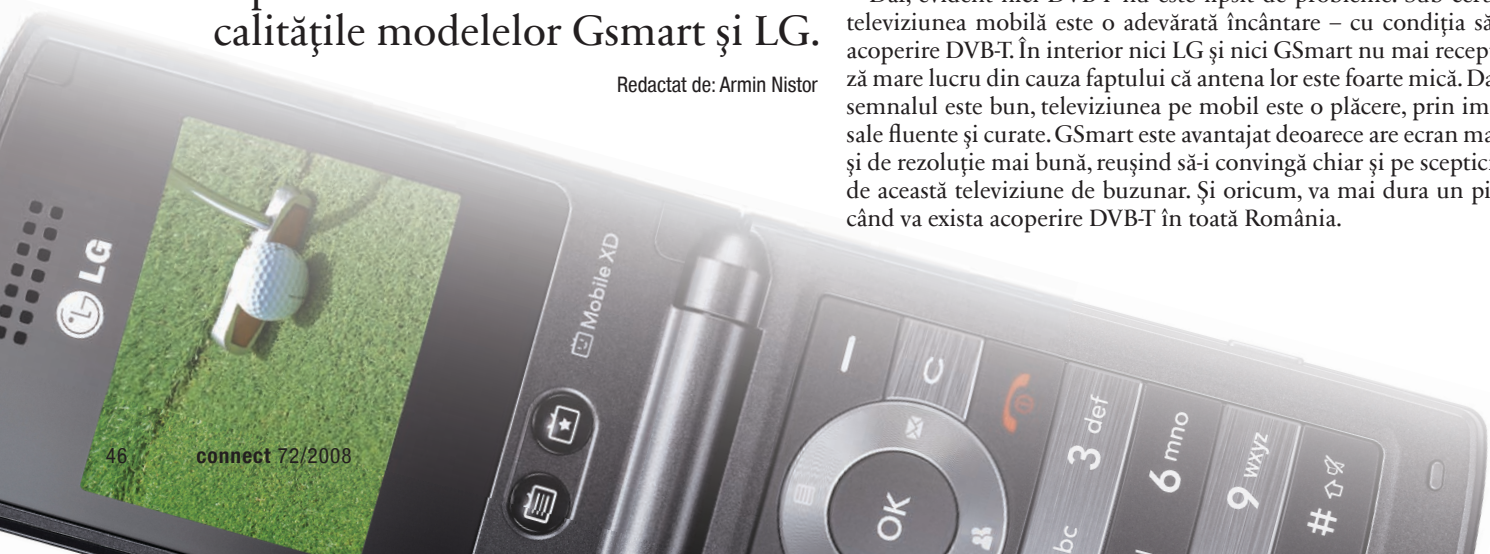 calităţile modelelor Gsmart şi LG.
Redactat de: Armin Nistor
televiziunea mobilă este o adevărată încântare – cu condiţia să
acoperire DVB-T. În interior nici LG şi nici GSmart nu mai recept
ză mare lucru din cauza faptului că antena lor este foarte mică. Da
semnalul este bun, televiziunea pe mobil este o plăcere, prin im
sale fluente şi curate. GSmart este avantajat deoarece are ecran ma
şi de rezoluţie mai bună, reuşind să-i convingă chiar şi pe sceptici
de această televiziune de buzunar. Şi oricum, va mai dura un pi
când va exista acoperire DVB-T în toată România.
LG
Mobile XD
C
OK
3 def
6 mno
9 wxyz
#
bc
46 connect 72/2008